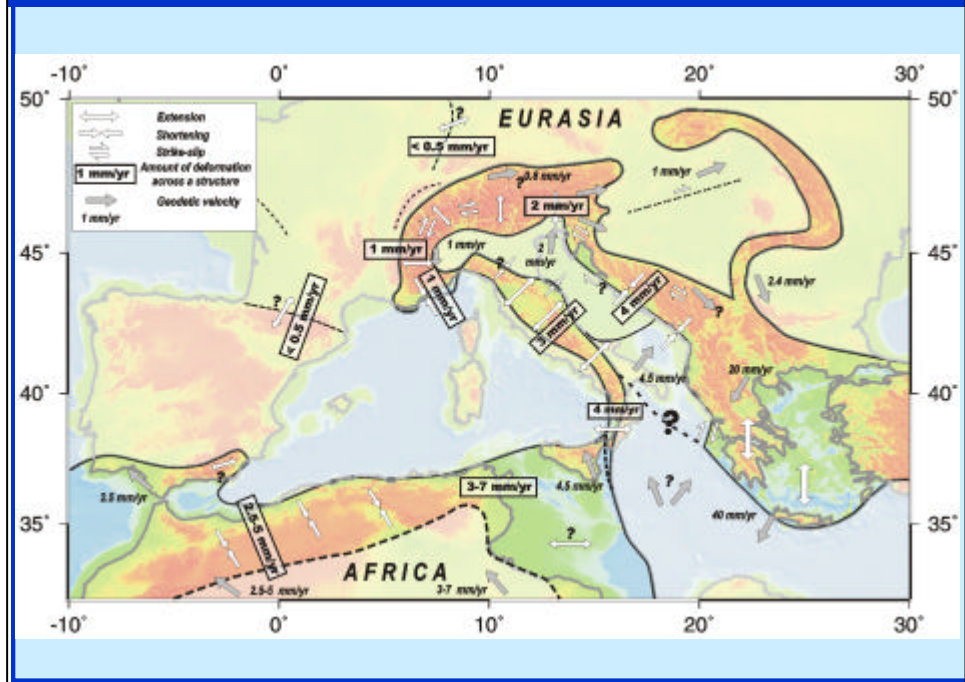 -10° 0° 10° 20° 30°
50° 50°
Extension
Shortening
Strike-slip
1 mm/yr Amount of deformation
across a structure
Geodetic velocity
1 mm/yr
EURASIA
?
< 0.5 mm/yr
?
0.8 mm/yr
1 mm/yr
?
2 mm/yr
45° 45°
1 mm/yr
1 mm/yr
2
mm/yr
1 mm/yr
?
?
2.4 mm/yr
?
< 0.5 mm/yr
4 mm/yr
?
3 mm/yr
40° 40°
4.5 mm/yr
20 mm/yr
4 mm/yr
?
?
3-7 mm/yr
4.5 mm/yr
?
40 mm/yr
35° 35°
2.5-5 mm/yr
?
AFRICA
2.5-5 mm/yr
3-7 mm/yr
-10° 0° 10° 20° 30°